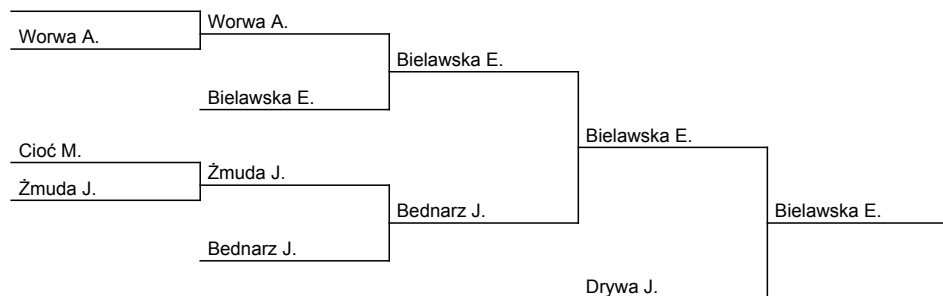 Worwa A.
Worwa A.
Bielawska E.
Bielawska E.
Cioć M.
Żmuda J.
Żmuda J.
Bednarz J.
Bednarz J.
Bielawska E.
Drywa J.
Bielawska E.